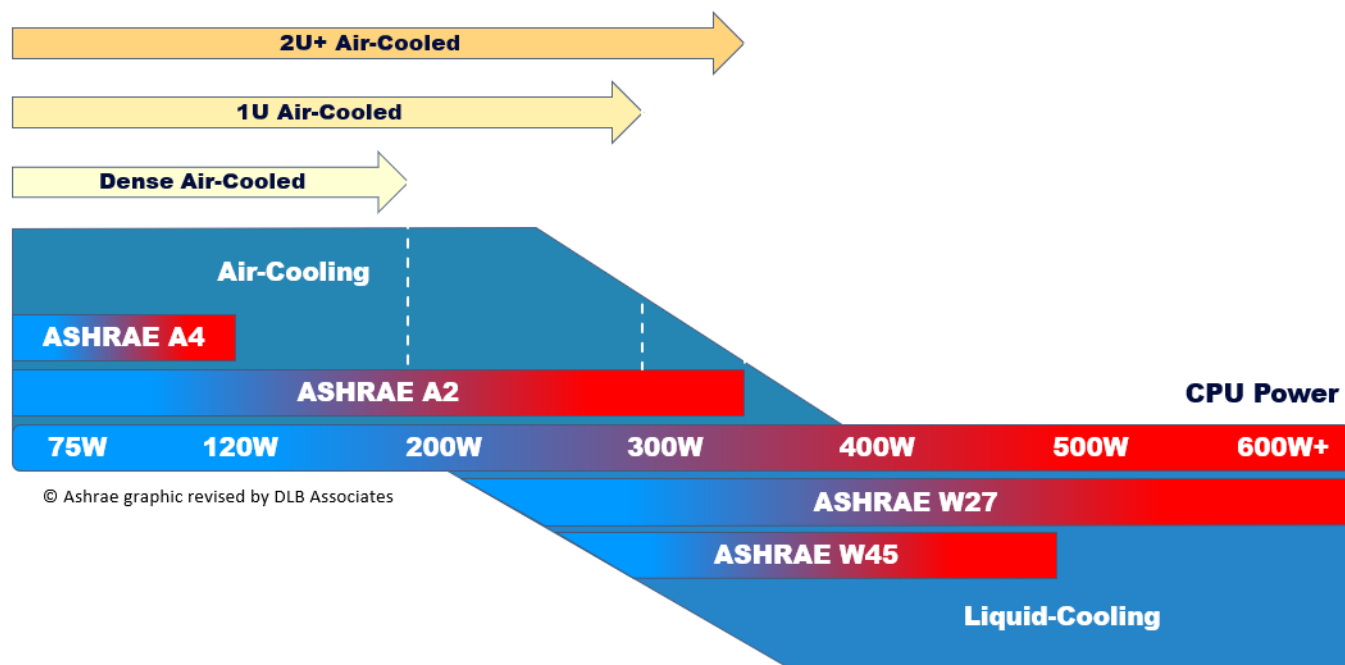 2U+ Air-Cooled
1U Air-Cooled
Dense Air-Cooled
Air-Cooling
ASHRAE A4
ASHRAE A2
CPU Power
75W 120W 200W 300W 400W 500W 600W+
© Ashrae graphic revised by DLB Associates
ASHRAE W27
ASHRAE W45
Liquid-Cooling